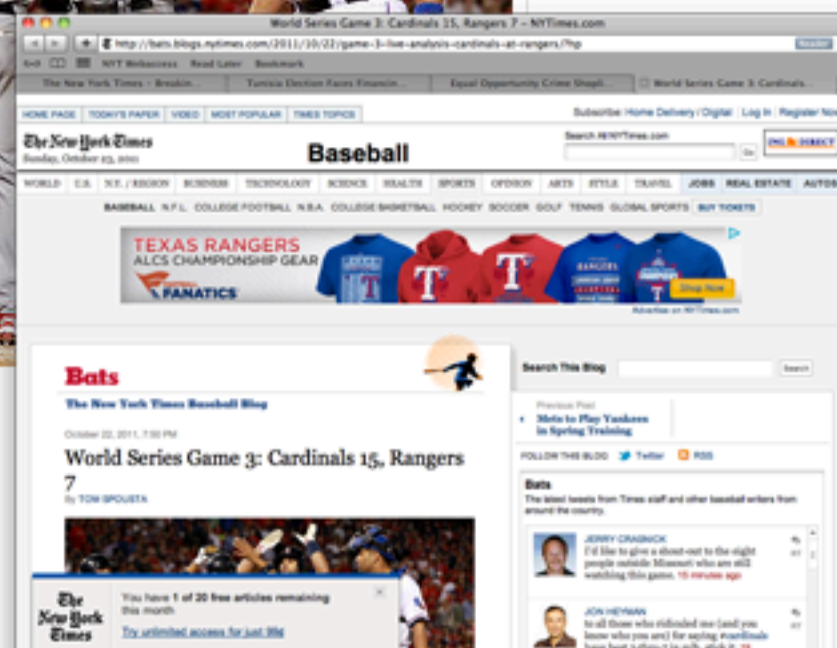 World Series Game 3: Cardinals 15, Rangers 7 – NYTimes.com
http://bats.blogs.nytimes.com/2011/10/22/game-3-live-analysis-cardinals-at-rangers/?hp
Reader
NYT Webaccess Read Later Bookmark
The New York Times - Breakin... Tunisia Election Faces Financin... Equal Opportunity Crime Shopli... World Series Game 3: Cardinals...
HOME PAGE TODAY'S PAPER VIDEO MOST POPULAR TIMES TOPICS
Subscribe: Home Delivery / Digital Log In Register Now
The New York Times
Sunday, October 23, 2011
Baseball
Search All NYTimes.com
Go
ING DIRECT
WORLD U.S. N.Y. / REGION BUSINESS TECHNOLOGY SCIENCE HEALTH SPORTS OPINION ARTS STYLE TRAVEL JOBS REAL ESTATE AUTOS
BASEBALL N.F.L. COLLEGE FOOTBALL N.B.A. COLLEGE BASKETBALL HOCKEY SOCCER GOLF TENNIS GLOBAL SPORTS BUY TICKETS
TEXAS RANGERS
ALCS CHAMPIONSHIP GEAR
FANATICS
T
T
RANGERS
Shop Now
Advertise on NYTimes.com
Bats
The New York Times Baseball Blog
October 22, 2011, 7:50 PM
World Series Game 3: Cardinals 15, Rangers
7
By TOM SPOUSTA
The
New York
Times
You have 1 of 20 free articles remaining
this month
Try unlimited access for just 99¢
Search This Blog
Search
Previous Post
Mets to Play Yankees
in Spring Training
FOLLOW THIS BLOG Twitter RSS
Bats
The latest tweets from Times staff and other baseball writers from
around the country.
JERRY CRASNICK
I'd like to give a shout-out to the eight
people outside Missouri who are still
watching this game. 15 minutes ago
JON HEYMAN
to all those who ridiculed me (and you
know who you are) for saying #cardinals